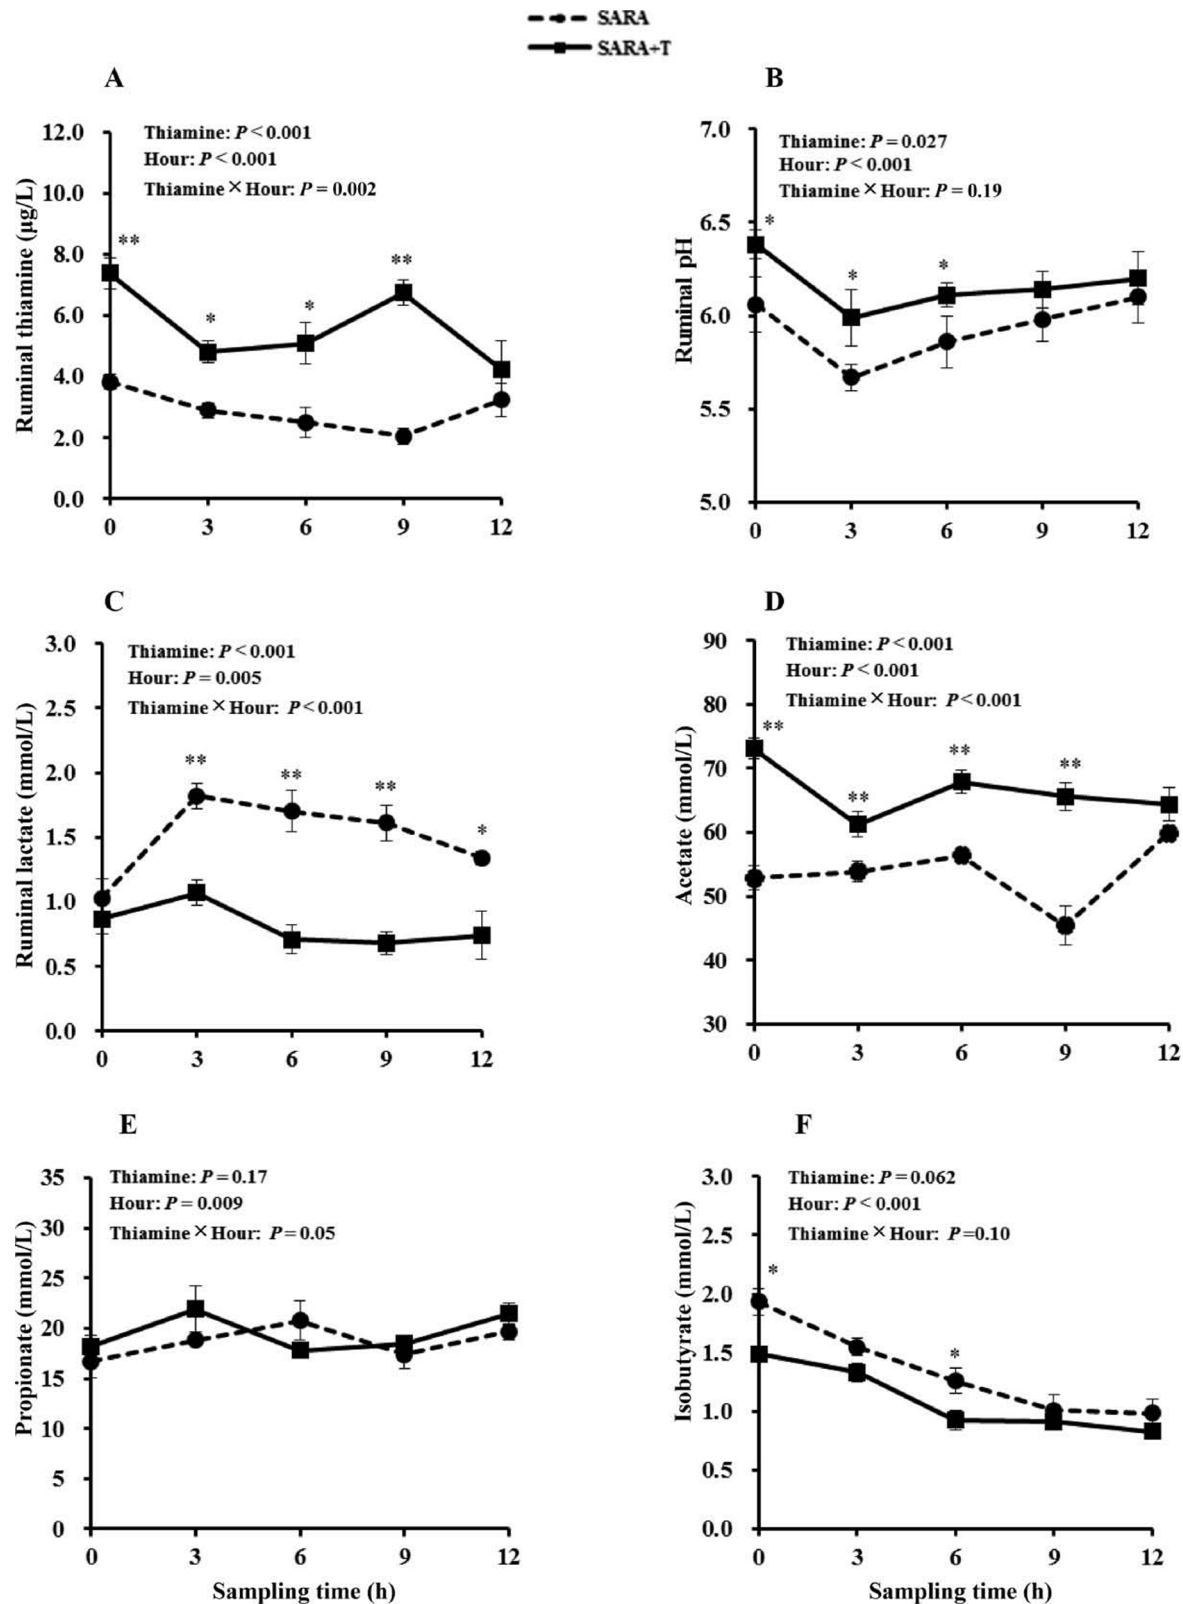 SARA
SARA+T
A
Thiamine: P < 0.001
Hour: P < 0.001
Thiamine × Hour: P = 0.002
Ruminal thiamine (µg/L)
12.0
10.0
8.0
6.0
4.0
2.0
0.0
**
*
*
**
0 3 6 9 12
B
Thiamine: P = 0.027
Hour: P < 0.001
Thiamine × Hour: P = 0.19
Ruminal pH
7.0
6.5
6.0
5.5
5.0
*
*
*
0 3 6 9 12
C
Thiamine: P < 0.001
Hour: P = 0.005
Thiamine × Hour: P < 0.001
Ruminal lactate (mmol/L)
3.0
2.5
2.0
1.5
1.0
0.5
0.0
**
**
**
*
0 3 6 9 12
D
Thiamine: P < 0.001
Hour: P < 0.001
Thiamine × Hour: P < 0.001
Acetate (mmol/L)
90
80
70
60
50
40
30
**
**
**
**
0 3 6 9 12
E
Thiamine: P = 0.17
Hour: P = 0.009
Thiamine × Hour: P = 0.05
Propionate (mmol/L)
35
30
25
20
15
10
5
0
0 3 6 9 12
Sampling time (h)
F
Thiamine: P = 0.062
Hour: P < 0.001
Thiamine × Hour: P =0.10
Isobutyrate (mmol/L)
3.0
2.5
2.0
1.5
1.0
0.5
0.0
*
*
0 3 6 9 12
Sampling time (h)